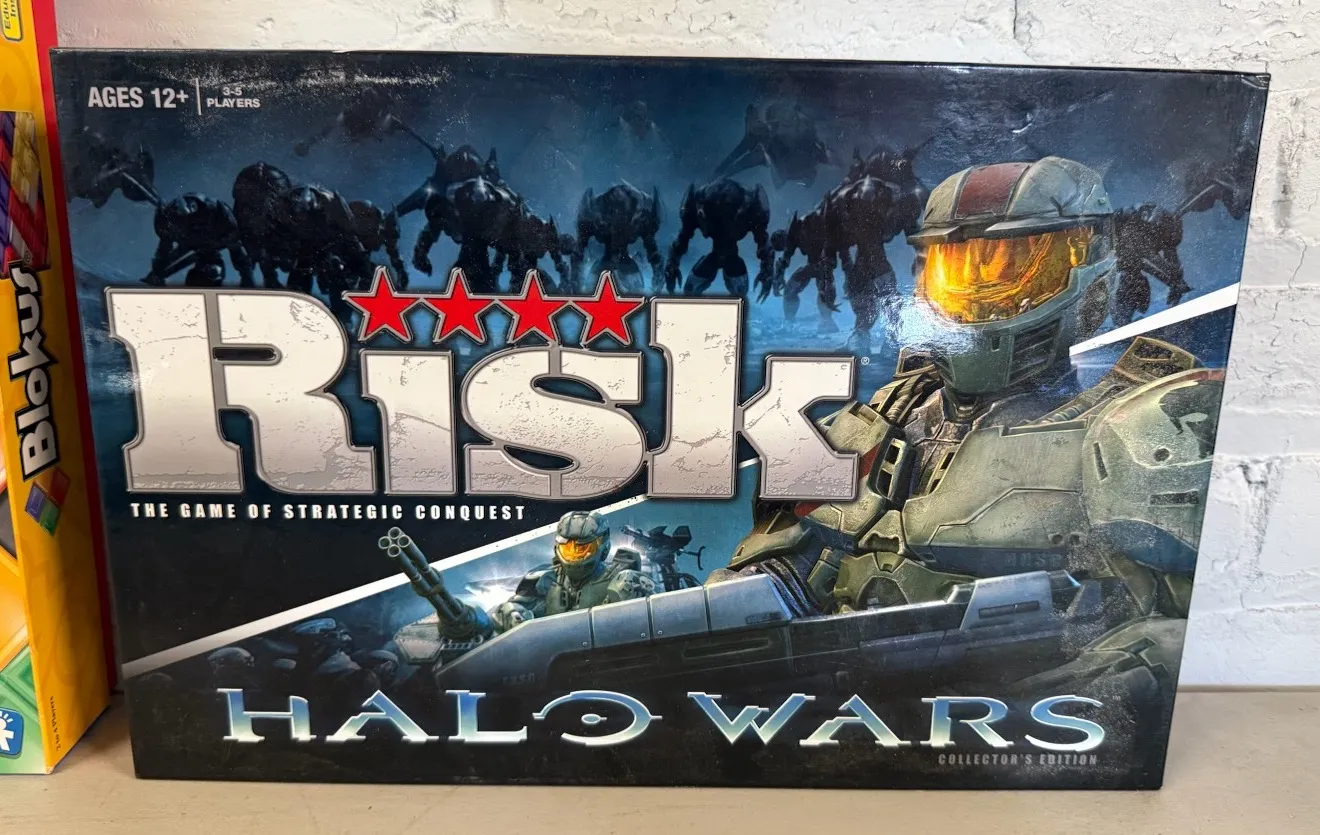 AGES 12+
3-5
PLAYERS
Risk®
THE GAME OF STRATEGIC CONQUEST
HALO WARS
COLLECTOR'S EDITION
Blokus